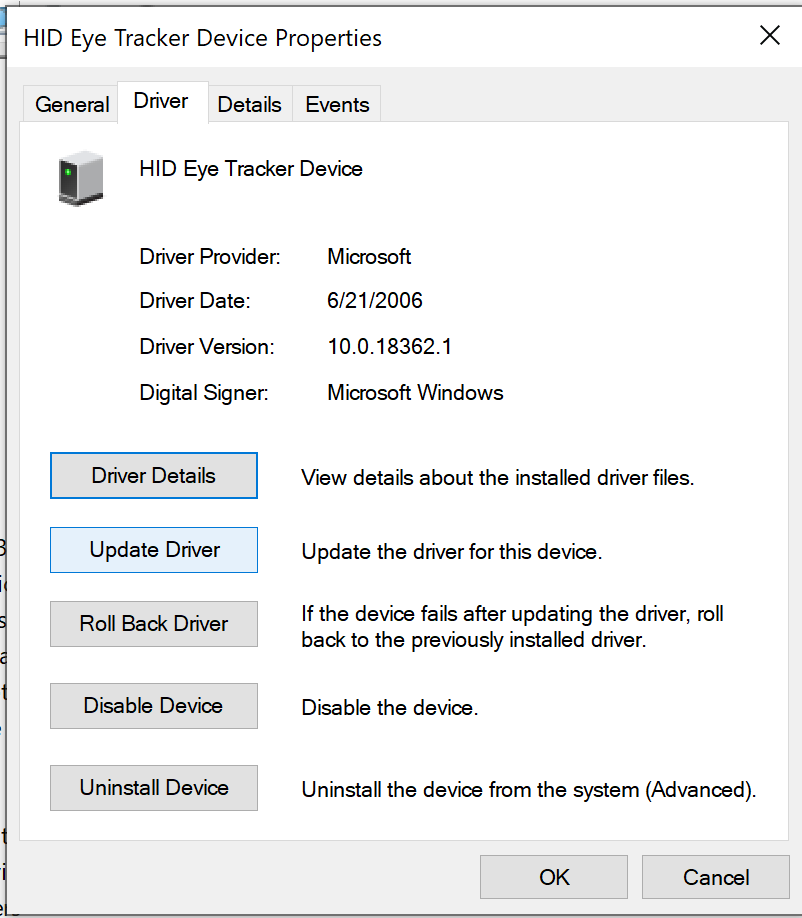 HID Eye Tracker Device Properties
General Driver Details Events
HID Eye Tracker Device
Driver Provider: Microsoft
Driver Date: 6/21/2006
Driver Version: 10.0.18362.1
Digital Signer: Microsoft Windows
Driver Details View details about the installed driver files.
Update Driver Update the driver for this device.
Roll Back Driver If the device fails after updating the driver, roll
back to the previously installed driver.
Disable Device Disable the device.
Uninstall Device Uninstall the device from the system (Advanced).
OK Cancel